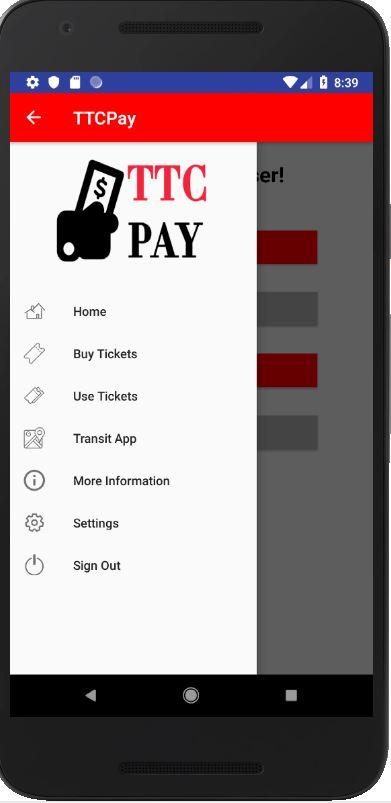 8:39
TTCPay
$
TTC
PAY
ser!
Home
Buy Tickets
Use Tickets
Transit App
More Information
Settings
Sign Out